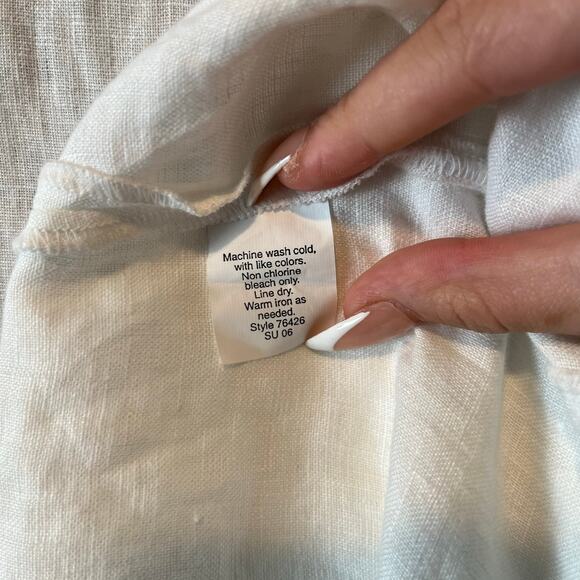 Machine wash cold,
with like colors.
Non chlorine
bleach only.
Line dry.
Warm iron as
needed.
Style 76426
SU 06